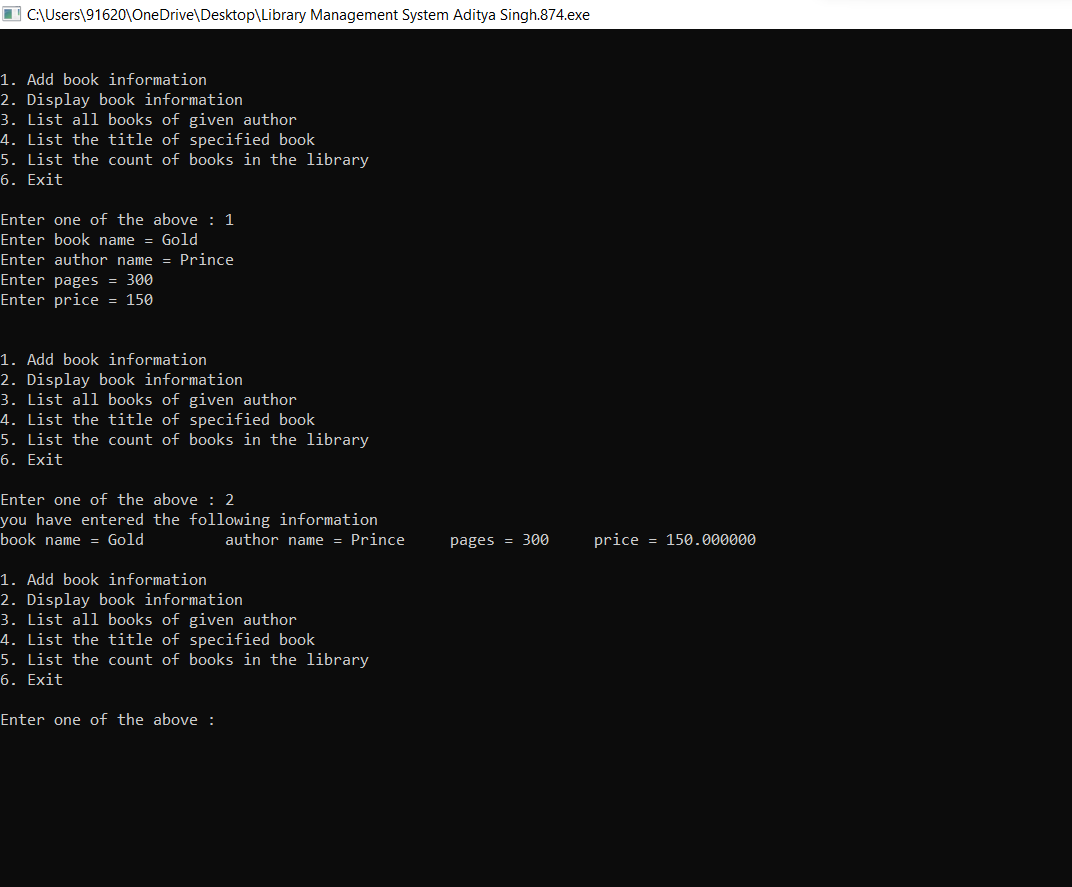 C:\Users\91620\OneDrive\Desktop\Library Management System Aditya Singh.874.exe
1. Add book information
2. Display book information
3. List all books of given author
4. List the title of specified book
5. List the count of books in the library
6. Exit
Enter one of the above : 1
Enter book name = Gold
Enter author name = Prince
Enter pages = 300
Enter price = 150
1. Add book information
2. Display book information
3. List all books of given author
4. List the title of specified book
5. List the count of books in the library
6. Exit
Enter one of the above : 2
you have entered the following information
book name = Gold         author name = Prince     pages = 300     price = 150.000000
1. Add book information
2. Display book information
3. List all books of given author
4. List the title of specified book
5. List the count of books in the library
6. Exit
Enter one of the above :